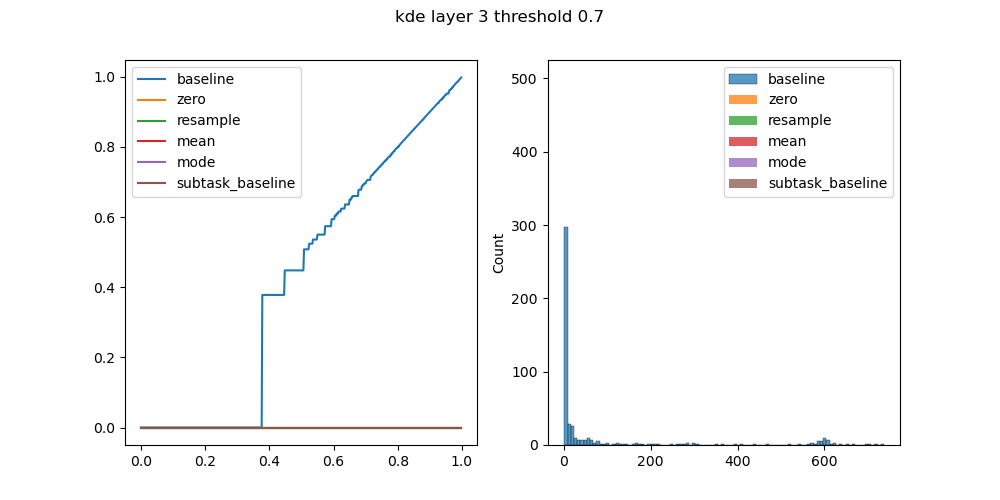 kde layer 3 threshold 0.7
baseline
zero
resample
mean
mode
subtask_baseline
1.0
0.8
0.6
0.4
0.2
0.0
0.0 0.2 0.4 0.6 0.8 1.0
baseline
zero
resample
mean
mode
subtask_baseline
Count
500
400
300
200
100
0
0 200 400 600